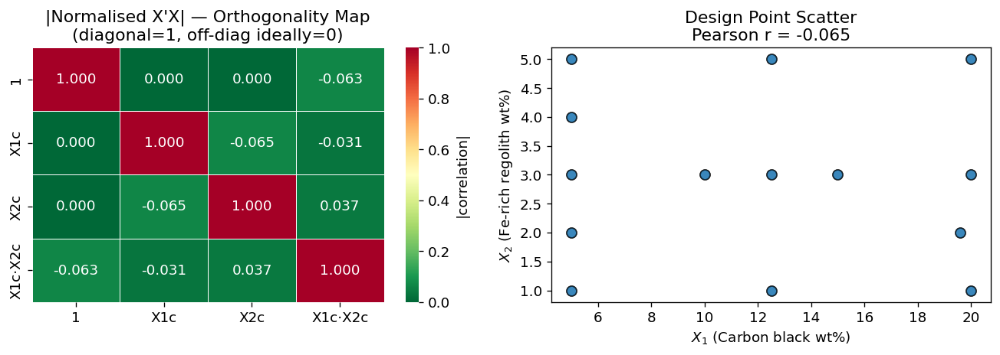 |Normalised X'X| — Orthogonality Map
(diagonal=1, off-diag ideally=0)
1
X1c
X2c
X1c·X2c
1.000 0.000 0.000 -0.063
0.000 1.000 -0.065 -0.031
0.000 -0.065 1.000 0.037
-0.063 -0.031 0.037 1.000
1 X1c X2c X1c·X2c
1.0
0.8
0.6
0.4
0.2
0.0
|correlation|
Design Point Scatter
Pearson r = -0.065
X₂ (Fe-rich regolith wt%)
5.0
4.5
4.0
3.5
3.0
2.5
2.0
1.5
1.0
6 8 10 12 14 16 18 20
X₁ (Carbon black wt%)